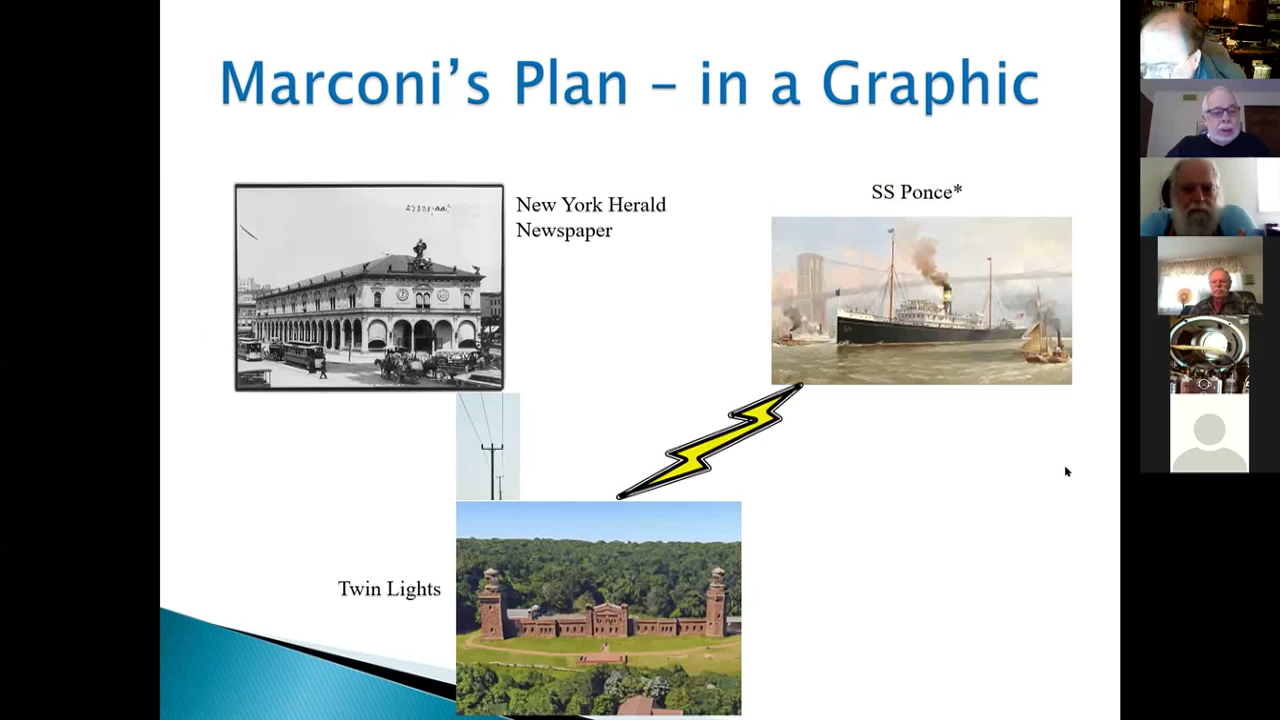 Marconi's Plan – in a Graphic
New York Herald
Newspaper
SS Ponce*
Twin Lights